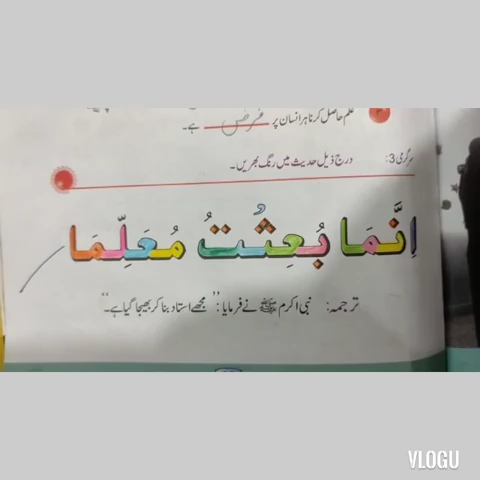 علم حاصل کرنا ہر انسان پر فرض ہے۔
سرگرمی 3: درج ذیل حدیث میں رنگ بھریں۔
اِنَّمَا بُعِثْتُ مُعَلِّمَا
ترجمہ: نبی اکرم ﷺ نے فرمایا: "مجھے استاد بنا کر بھیجا گیا ہے۔"
VLOGU